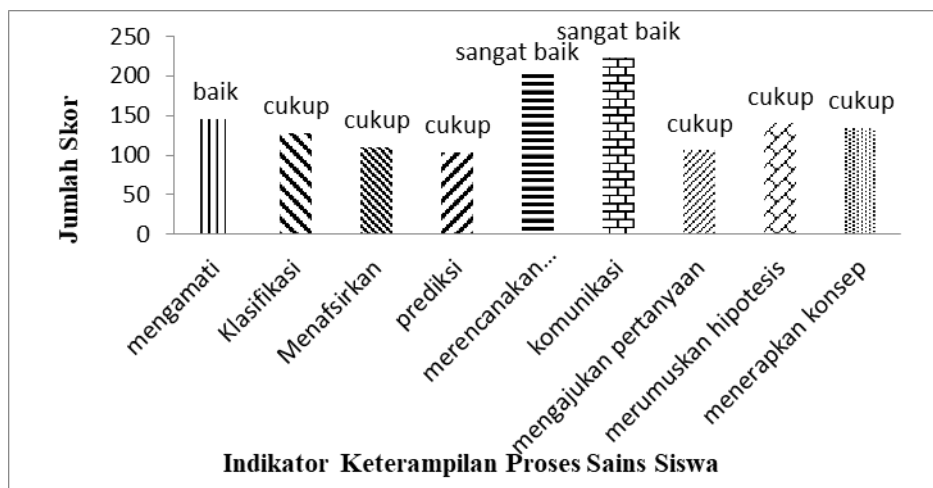 Jumlah Skor
250
200
150
100
50
0
baik
cukup
cukup
cukup
sangat baik
sangat baik
cukup
cukup
cukup
mengamati
Klasifikasi
Menafsirkan
prediksi
merencanakan...
komunikasi
mengajukan pertanyaan
merumuskan hipotesis
menerapkan konsep
Indikator Keterampilan Proses Sains Siswa